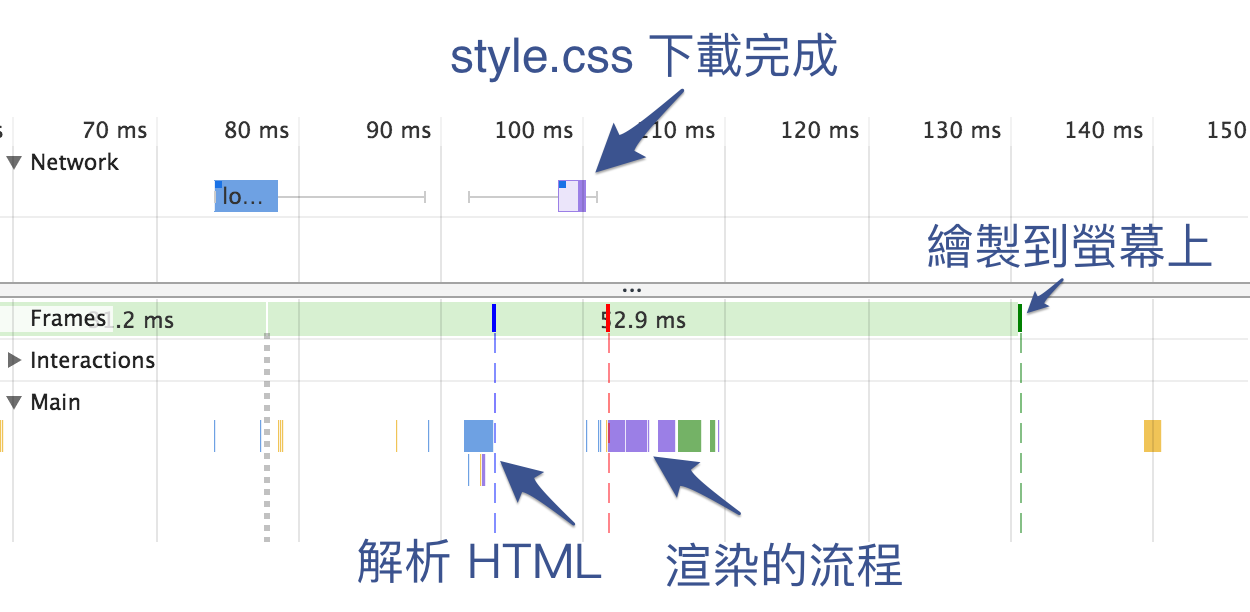 style.css 下載完成
70 ms 80 ms 90 ms 100 ms 110 ms 120 ms 130 ms 140 ms 150
Network
lo...
繪製到螢幕上
...
Frames .2 ms 52.9 ms
Interactions
Main
解析 HTML
渲染的流程